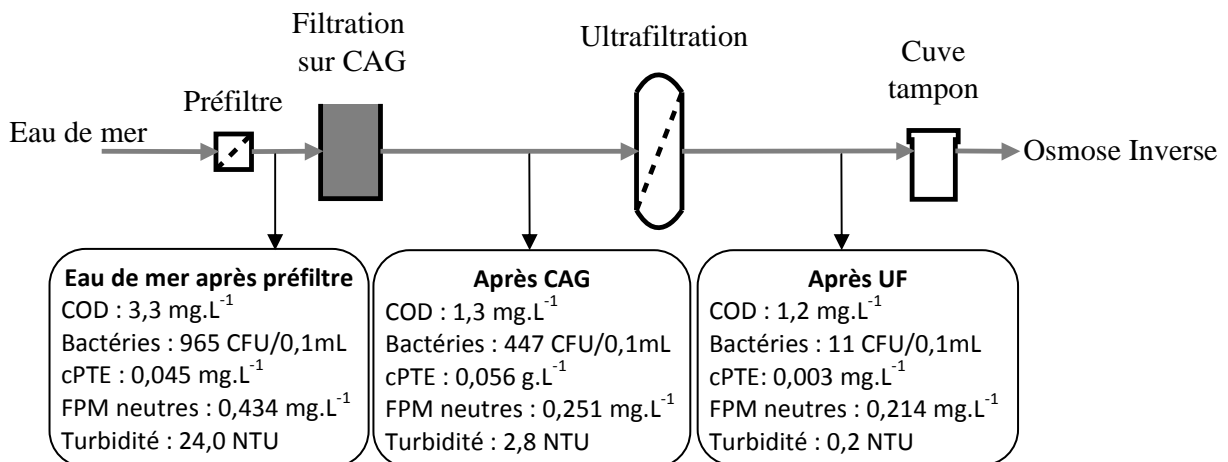 Filtration
sur CAG
Ultrafiltration
Cuve
tampon
Préfiltre
Eau de mer
Osmose Inverse
Eau de mer après préfiltre
COD : 3,3 mg.L⁻¹
Bactéries : 965 CFU/0,1mL
cPTE : 0,045 mg.L⁻¹
FPM neutres : 0,434 mg.L⁻¹
Turbidité : 24,0 NTU
Après CAG
COD : 1,3 mg.L⁻¹
Bactéries : 447 CFU/0,1mL
cPTE : 0,056 g.L⁻¹
FPM neutres : 0,251 mg.L⁻¹
Turbidité : 2,8 NTU
Après UF
COD : 1,2 mg.L⁻¹
Bactéries : 11 CFU/0,1mL
cPTE: 0,003 mg.L⁻¹
FPM neutres : 0,214 mg.L⁻¹
Turbidité : 0,2 NTU